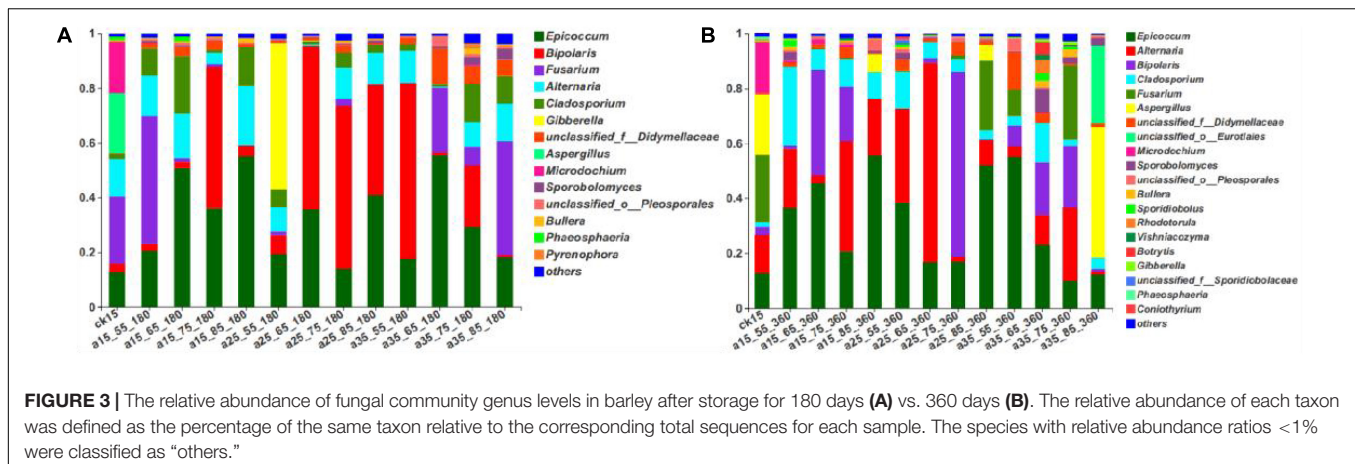 A
1
0.8
0.6
0.4
0.2
0
ck15
a15_55_180
a15_65_180
a15_75_180
a15_85_180
a25_55_180
a25_65_180
a25_75_180
a25_85_180
a35_55_180
a35_65_180
a35_75_180
a35_85_180
Epicoccum
Bipolaris
Fusarium
Alternaria
Cladosporium
Gibberella
unclassified_f__Didymellaceae
Aspergillus
Microdochium
Sporobolomyces
unclassified_o__Pleosporales
Bullera
Phaeosphaeria
Pyrenophora
others
B
1
0.8
0.6
0.4
0.2
0
ck15
a15_55_360
a15_65_360
a15_75_360
a15_85_360
a25_55_360
a25_65_360
a25_75_360
a25_85_360
a35_55_360
a35_65_360
a35_75_360
a35_85_360
Epicoccum
Alternaria
Bipolaris
Cladosporium
Fusarium
Aspergillus
unclassified_f__Didymellaceae
unclassified_o__Eurotiales
Microdochium
Sporobolomyces
unclassified_o__Pleosporales
Bullera
Sporidiobolus
Rhodotorula
Vishniacozyma
Botrytis
Gibberella
unclassified_f__Sporidiobolaceae
Phaeosphaeria
Coniothyrium
others
FIGURE 3 | The relative abundance of fungal community genus levels in barley after storage for 180 days (A) vs. 360 days (B). The relative abundance of each taxon
was defined as the percentage of the same taxon relative to the corresponding total sequences for each sample. The species with relative abundance ratios <1%
were classified as “others.”